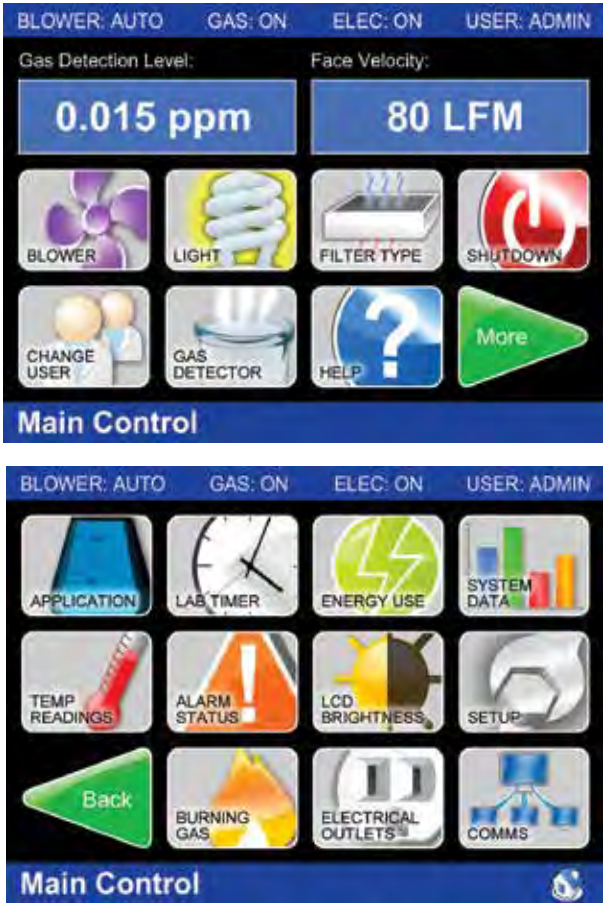 BLOWER: AUTO GAS: ON ELEC: ON USER: ADMIN
Gas Detection Level: Face Velocity:
0.015 ppm 80 LFM
BLOWER LIGHT FILTER TYPE SHUTDOWN
CHANGE USER GAS DETECTOR HELP More
Main Control
BLOWER: AUTO GAS: ON ELEC: ON USER: ADMIN
APPLICATION LAB TIMER ENERGY USE SYSTEM DATA
TEMP READINGS ALARM STATUS LCD BRIGHTNESS SETUP
Back BURNING GAS ELECTRICAL OUTLETS COMMS
Main Control